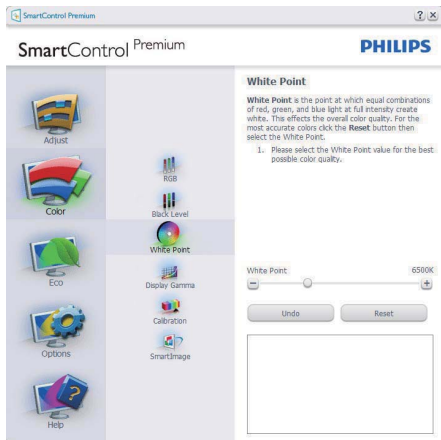 SmartControl Premium
? ×
SmartControl Premium
PHILIPS
Adjust
Color
Eco
Options
Help
RGB
Black Level
White Point
Display Gamma
Calibration
SmartImage
White Point
White Point is the point at which equal combinations
of red, green, and blue light at full intensity create
white. This effects the overall color quality. For the
most accurate colors click the Reset button then
select the White Point.
1. Please select the White Point value for the best
possible color quality.
White Point 6500K
Undo Reset